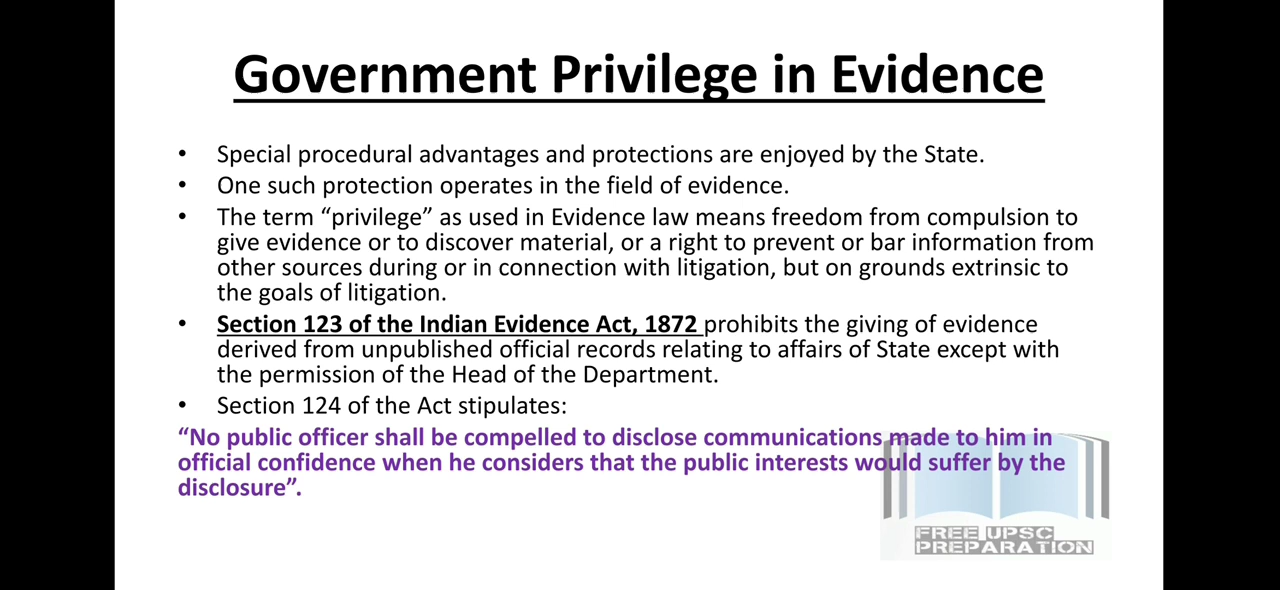 Government Privilege in Evidence
• Special procedural advantages and protections are enjoyed by the State.
• One such protection operates in the field of evidence.
• The term “privilege” as used in Evidence law means freedom from compulsion to
give evidence or to discover material, or a right to prevent or bar information from
other sources during or in connection with litigation, but on grounds extrinsic to
the goals of litigation.
• Section 123 of the Indian Evidence Act, 1872 prohibits the giving of evidence
derived from unpublished official records relating to affairs of State except with
the permission of the Head of the Department.
• Section 124 of the Act stipulates:
“No public officer shall be compelled to disclose communications made to him in
official confidence when he considers that the public interests would suffer by the
disclosure”.
FREE UPSC
PREPARATION